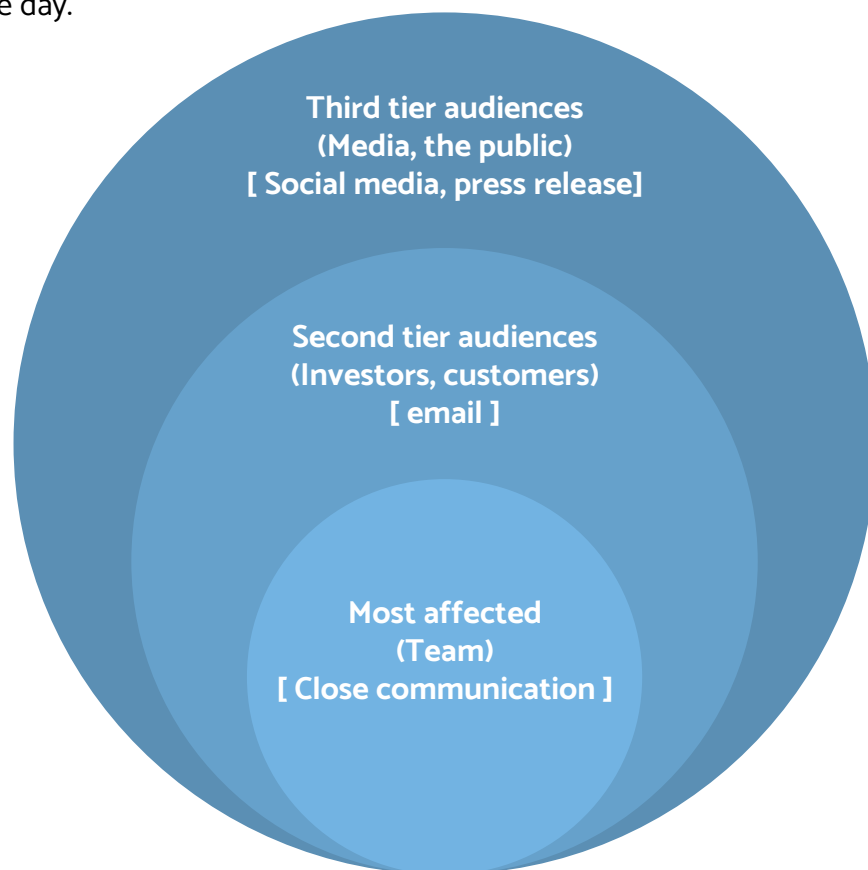 e day.
Third tier audiences
(Media, the public)
[ Social media, press release]
Second tier audiences
(Investors, customers)
[ email ]
Most affected
(Team)
[ Close communication ]